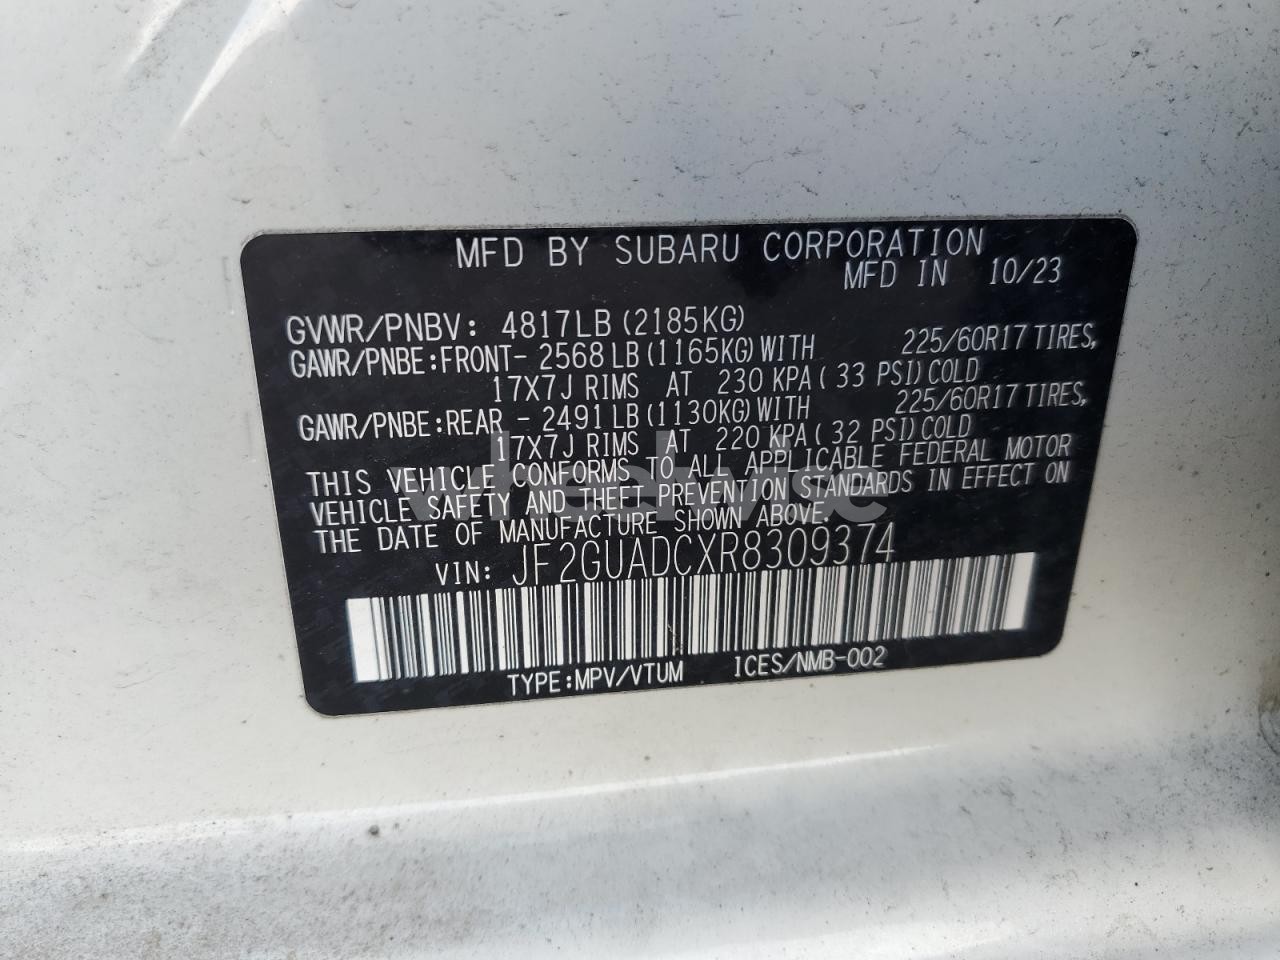 MFD BY SUBARU CORPORATION
MFD IN 10/23
GVWR/PNBV: 4817LB (2185KG)
GAWR/PNBE:FRONT- 2568 LB (1165KG) WITH 225/60R17 TIRES,
17X7J RIMS AT 230 KPA ( 33 PSI) COLD
GAWR/PNBE:REAR - 2491 LB (1130KG) WITH 225/60R17 TIRES,
17X7J RIMS AT 220 KPA ( 32 PSI) COLD
THIS VEHICLE CONFORMS TO ALL APPLICABLE FEDERAL MOTOR
VEHICLE SAFETY AND THEFT PREVENTION STANDARDS IN EFFECT ON
THE DATE OF MANUFACTURE SHOWN ABOVE.
VIN: JF2GUADCXR8309374
TYPE:MPV/VTUM ICES/NMB-002
wheelwise